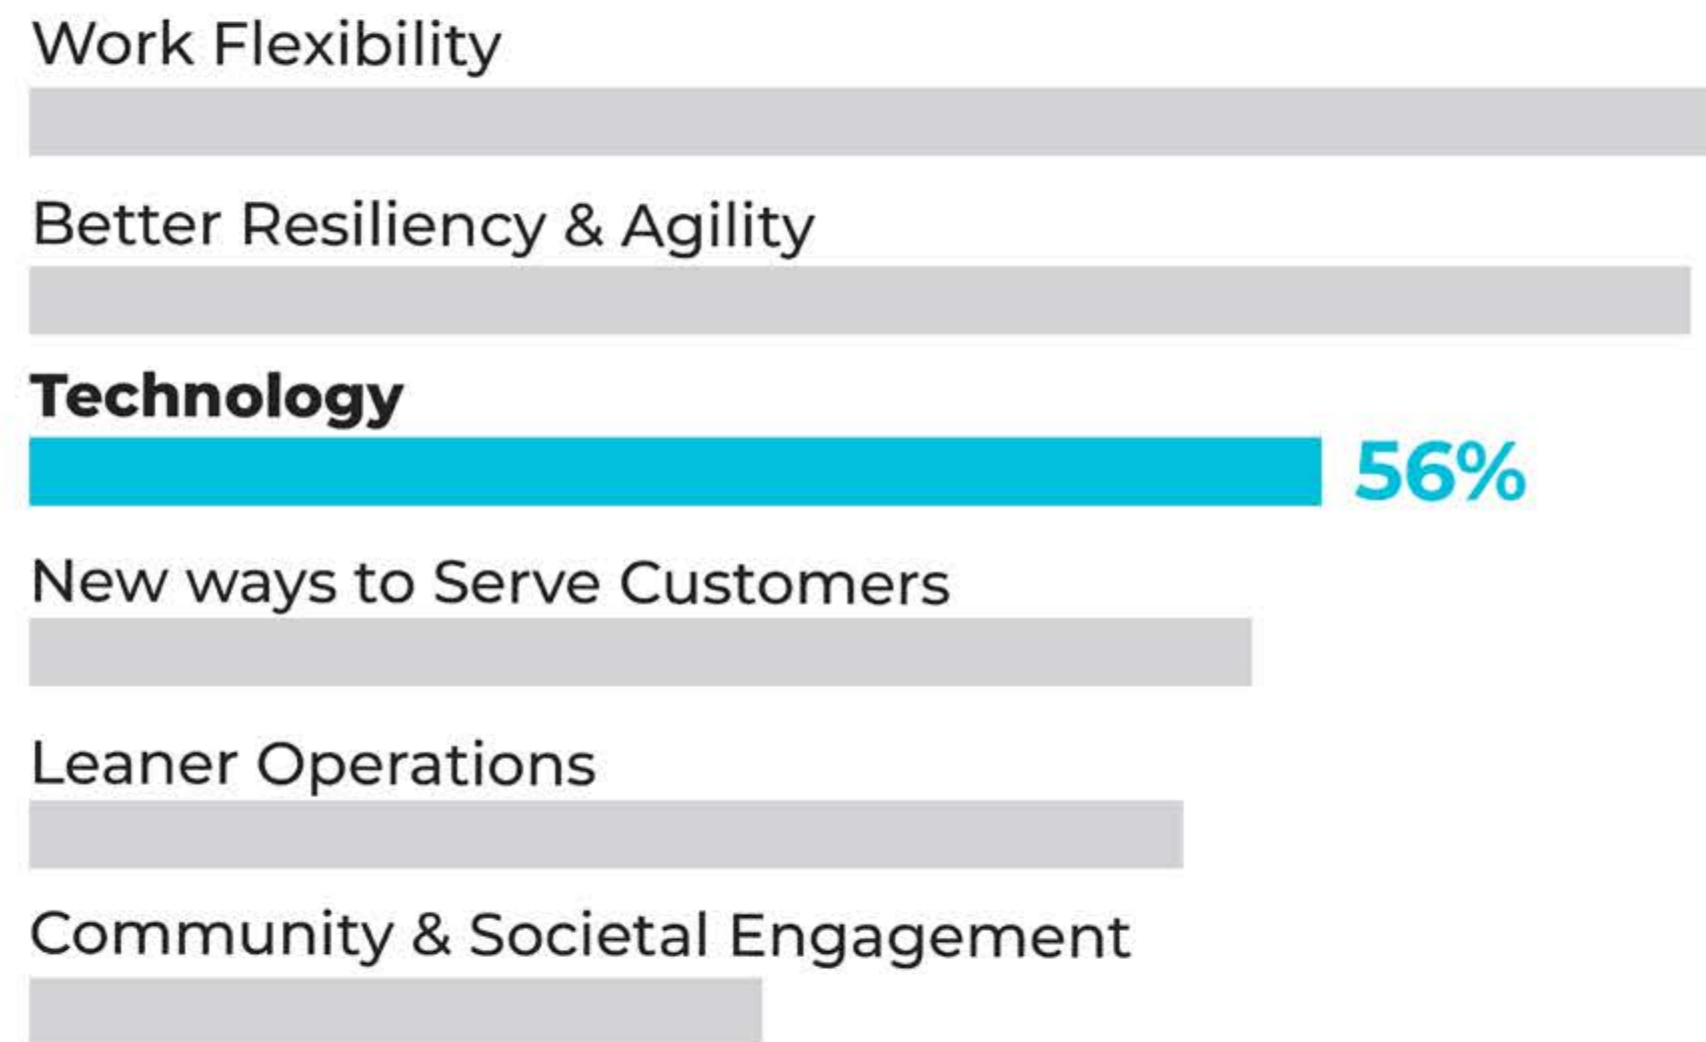 Work Flexibility
Better Resiliency & Agility
Technology
56%
New ways to Serve Customers
Leaner Operations
Community & Societal Engagement